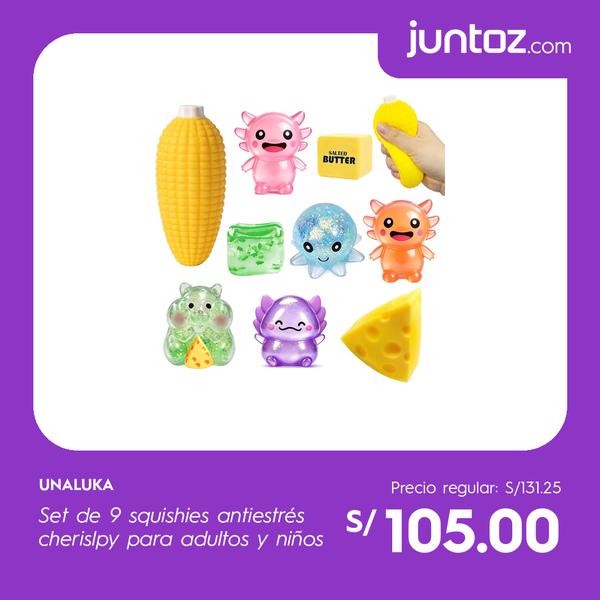 juntoz.com
SALTED
BUTTER
UNALUKA
Set de 9 squishies antiestrés
cherislpy para adultos y niños
Precio regular: S/131.25
S/105.00